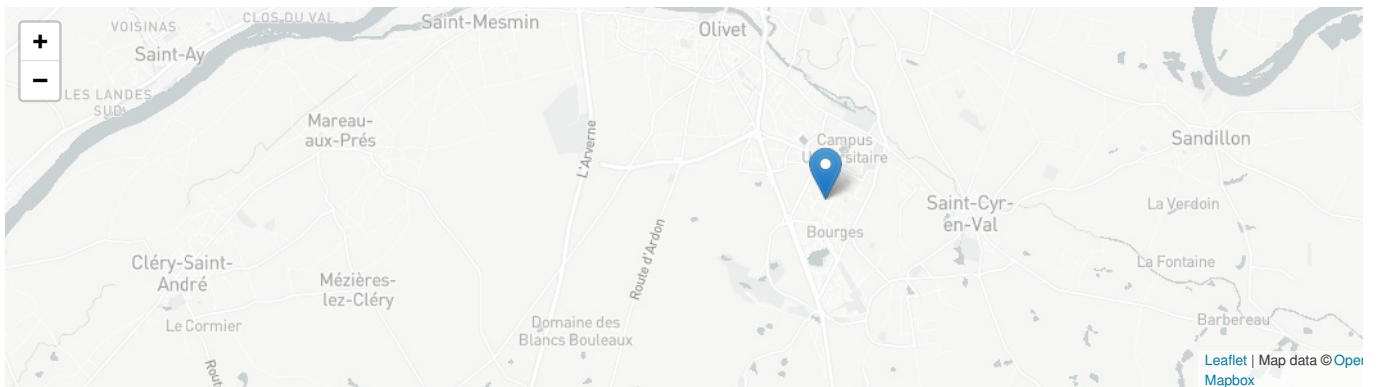 +
−
VOISINAS
CLOS DU VAL
Saint-Mesmin
Olivet
Saint-Ay
LES LANDES
SUD
Mareau-
aux-Prés
L'Arverne
Campus
Universitaire
Sandillon
Saint-Cyr-
en-Val
La Verdoin
Bourges
Route d'Ardon
Cléry-Saint-
André
Mézières-
lez-Cléry
La Fontaine
Le Cormier
Domaine des
Blancs Bouleaux
Barbereau
Route
Leaflet | Map data © Open
Mapbox